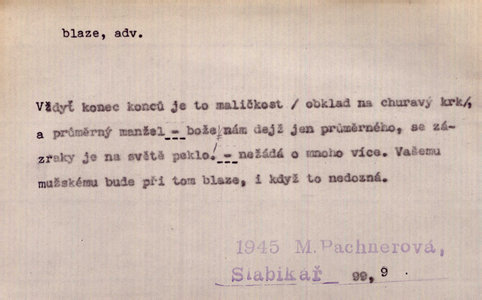 blaze, adv.
Vždyť konec konců je to maličkost / obklad na churavý krk/,
a průměrný manžel - bože nám dejž jen průměrného, se zá-
zraky je na světě peklo! - nežádá o mnoho více. Vašemu
mužskému bude při tom blaze, i když to nedozná.
1945 M.Pachnerová,
Slabikář 99,9